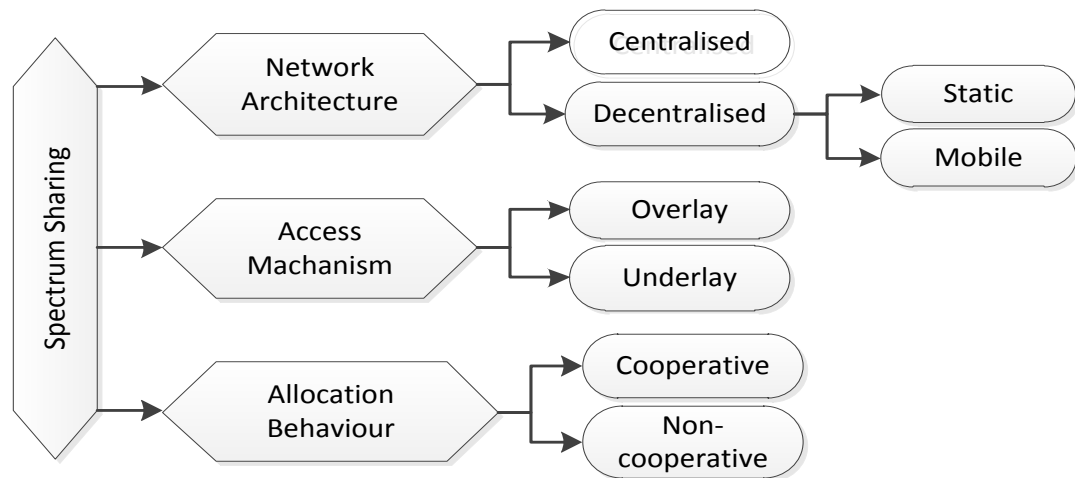 Spectrum Sharing
Network
Architecture
Centralised
Decentralised
Static
Mobile
Access
Machanism
Overlay
Underlay
Allocation
Behaviour
Cooperative
Non-
cooperative